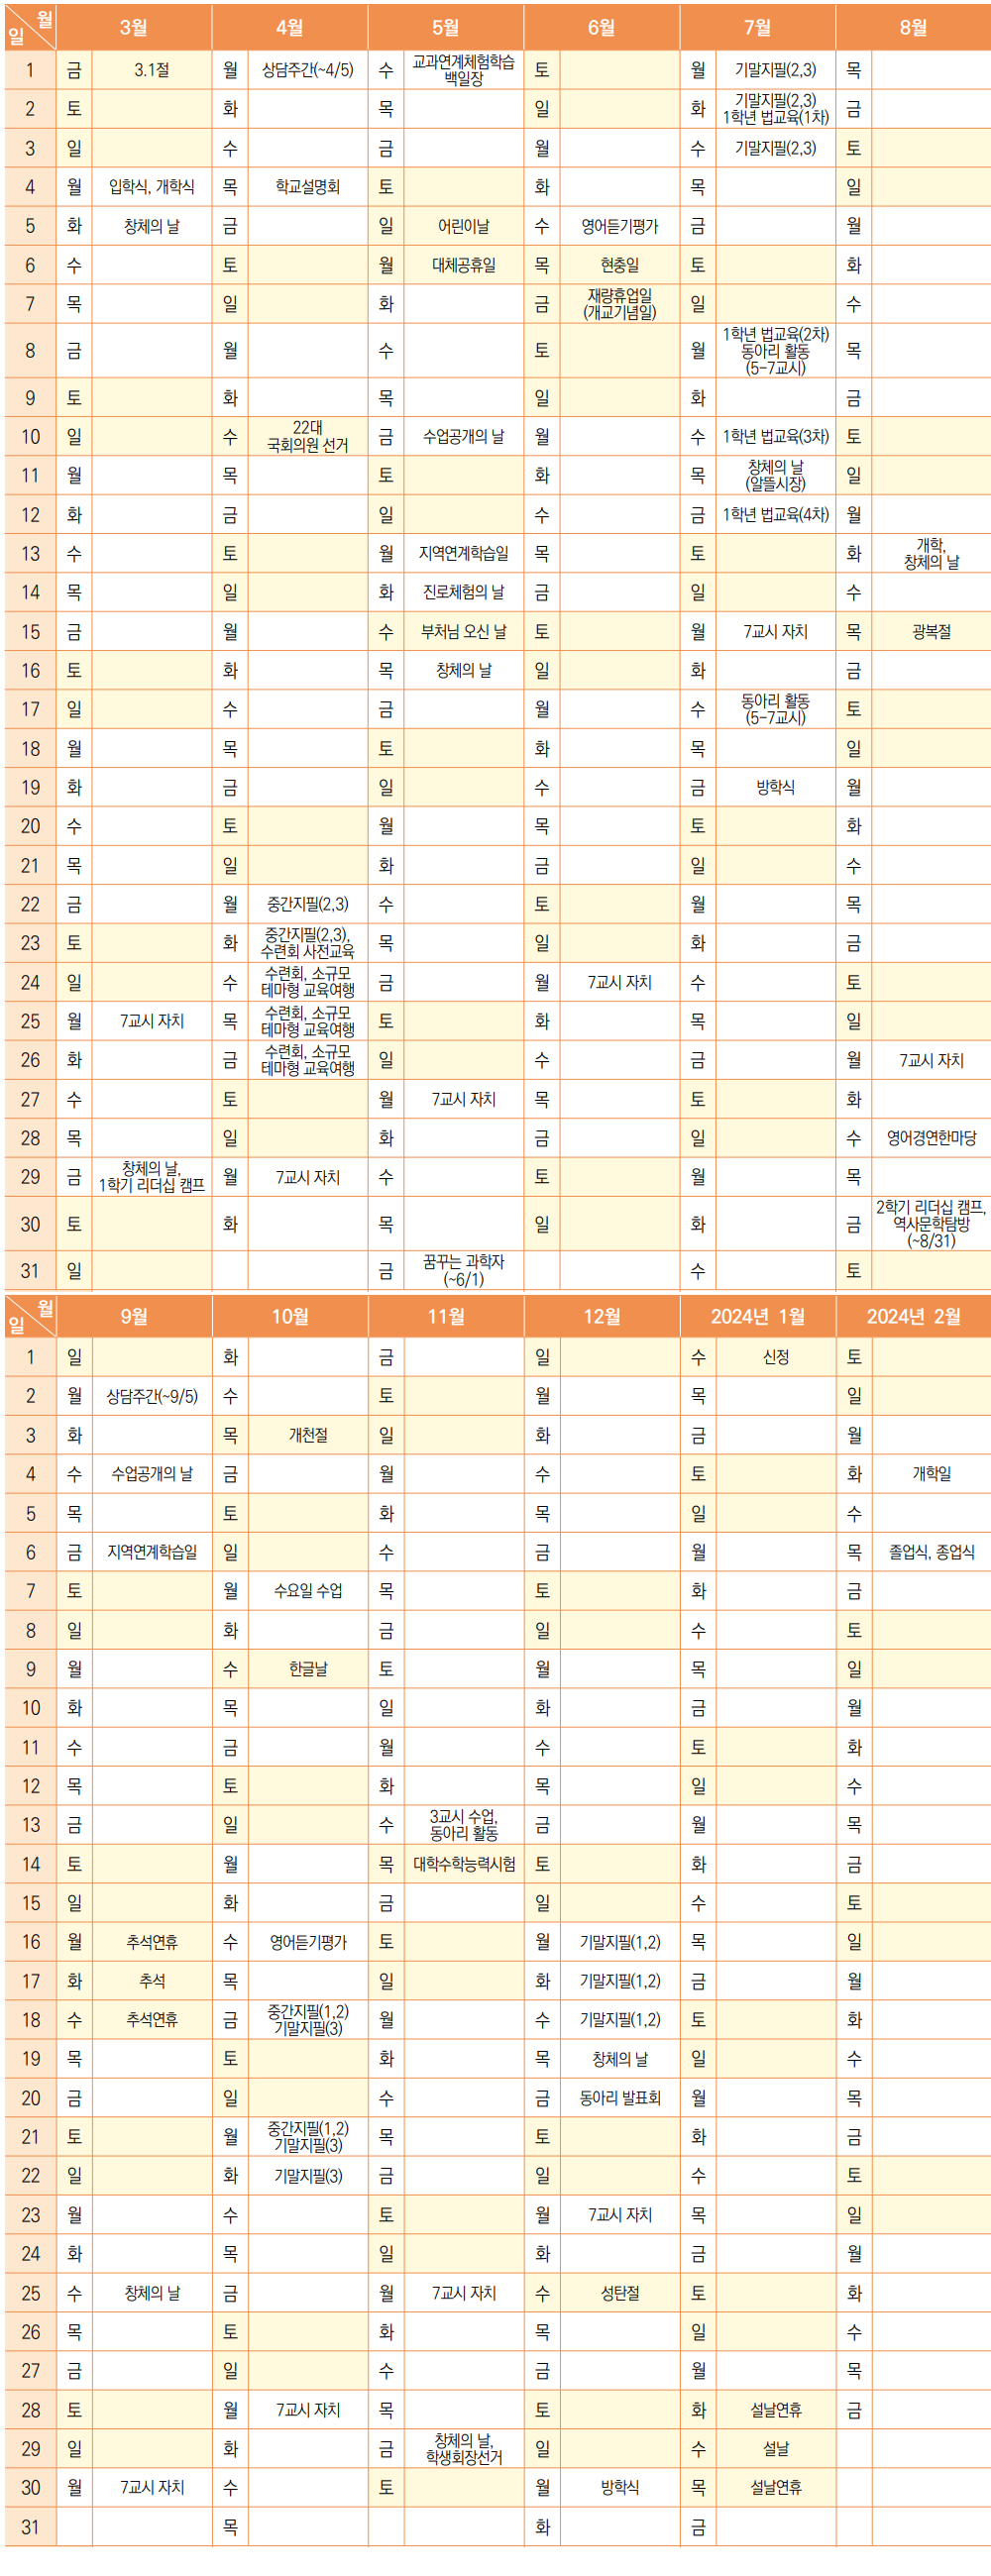 월
일
3월 4월 5월 6월 7월 8월
1 금 3.1절 월 상담주간(~4/5) 수 교과연계체험학습 백일장 토 월 기말지필(2,3) 목
2 토 화 목 일 화 기말지필(2,3) 1학년 법교육(1차) 금
3 일 수 금 월 수 기말지필(2,3) 토
4 월 입학식, 개학식 목 학교설명회 토 화 목 일
5 화 창체의 날 금 일 어린이날 수 영어듣기평가 금 월
6 수 토 월 대체공휴일 목 현충일 토 화
7 목 일 화 금 재량휴업일 (개교기념일) 일 수
8 금 월 수 토 월 1학년 법교육(2차) 동아리 활동 (5-7교시) 목
9 토 화 목 일 화 금
10 일 수 22대 국회의원 선거 금 수업공개의 날 월 수 1학년 법교육(3차) 토
11 월 목 토 화 목 창체의 날 (알뜰시장) 일
12 화 금 일 수 금 1학년 법교육(4차) 월
13 수 토 월 지역연계학습일 목 토 화 개학, 창체의 날
14 목 일 화 진로체험의 날 금 일 수
15 금 월 수 부처님 오신 날 토 월 7교시 자치 목 광복절
16 토 화 목 창체의 날 일 화 금
17 일 수 금 월 수 동아리 활동 (5-7교시) 토
18 월 목 토 화 목 일
19 화 금 일 수 금 방학식 월
20 수 토 월 목 토 화
21 목 일 화 금 일 수
22 금 월 중간지필(2,3) 수 토 월 목
23 토 화 중간지필(2,3), 수련회 사전교육 목 일 화 금
24 일 수 수련회, 소규모 테마형 교육여행 금 월 7교시 자치 수 토
25 월 7교시 자치 목 수련회, 소규모 테마형 교육여행 토 화 목 일
26 화 금 수련회, 소규모 테마형 교육여행 일 수 금 월 7교시 자치
27 수 토 월 7교시 자치 목 토 화
28 목 일 화 금 일 수 영어경연한마당
29 금 창체의 날, 1학기 리더십 캠프 월 7교시 자치 수 토 월 목
30 토 화 목 일 화 금 2학기 리더십 캠프, 역사문학탐방 (~8/31)
31 일 금 꿈꾸는 과학자 (~6/1) 수 토
월
일
9월 10월 11월 12월 2024년 1월 2024년 2월
1 일 화 금 일 수 신정 토
2 월 상담주간(~9/5) 수 토 월 목 일
3 화 목 개천절 일 화 금 월
4 수 수업공개의 날 금 월 수 토 화 개학일
5 목 토 화 목 일 수
6 금 지역연계학습일 일 수 금 월 목 졸업식, 종업식
7 토 월 수요일 수업 목 토 화 금
8 일 화 금 일 수 토
9 월 수 한글날 토 월 목 일
10 화 목 일 화 금 월
11 수 금 월 수 토 화
12 목 토 화 목 일 수
13 금 일 수 3교시 수업, 동아리 활동 금 월 목
14 토 월 목 대학수학능력시험 토 화 금
15 일 화 금 일 수 토
16 월 추석연휴 수 영어듣기평가 토 월 기말지필(1,2) 목 일
17 화 추석 목 일 화 기말지필(1,2) 금 월
18 수 추석연휴 금 중간지필(1,2) 기말지필(3) 월 수 기말지필(1,2) 토 화
19 목 토 화 목 창체의 날 일 수
20 금 일 수 금 동아리 발표회 월 목
21 토 월 중간지필(1,2) 기말지필(3) 목 토 화 금
22 일 화 기말지필(3) 금 일 수 토
23 월 수 토 월 7교시 자치 목 일
24 화 목 일 화 금 월
25 수 창체의 날 금 월 7교시 자치 수 성탄절 토 화
26 목 토 화 목 일 수
27 금 일 수 금 월 목
28 토 월 7교시 자치 목 토 화 설날연휴 금
29 일 화 금 창체의 날, 학생회장선거 일 수 설날
30 월 7교시 자치 수 토 월 방학식 목 설날연휴
31 목 화 금